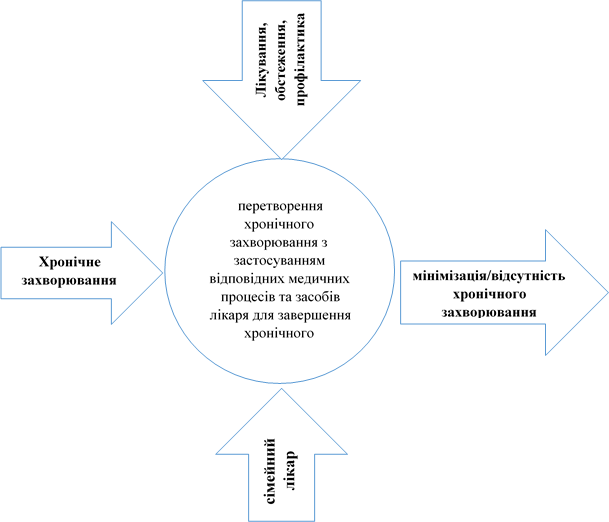 Лікування,
обстеження,
профілактика
перетворення
хронічного
захворювання з
застосуванням
відповідних медичних
процесів та засобів
лікаря для завершення
хронічного
Хронічне
захворювання
мінімізація/відсутність
хронічного
захворювання
сімейний
лікар